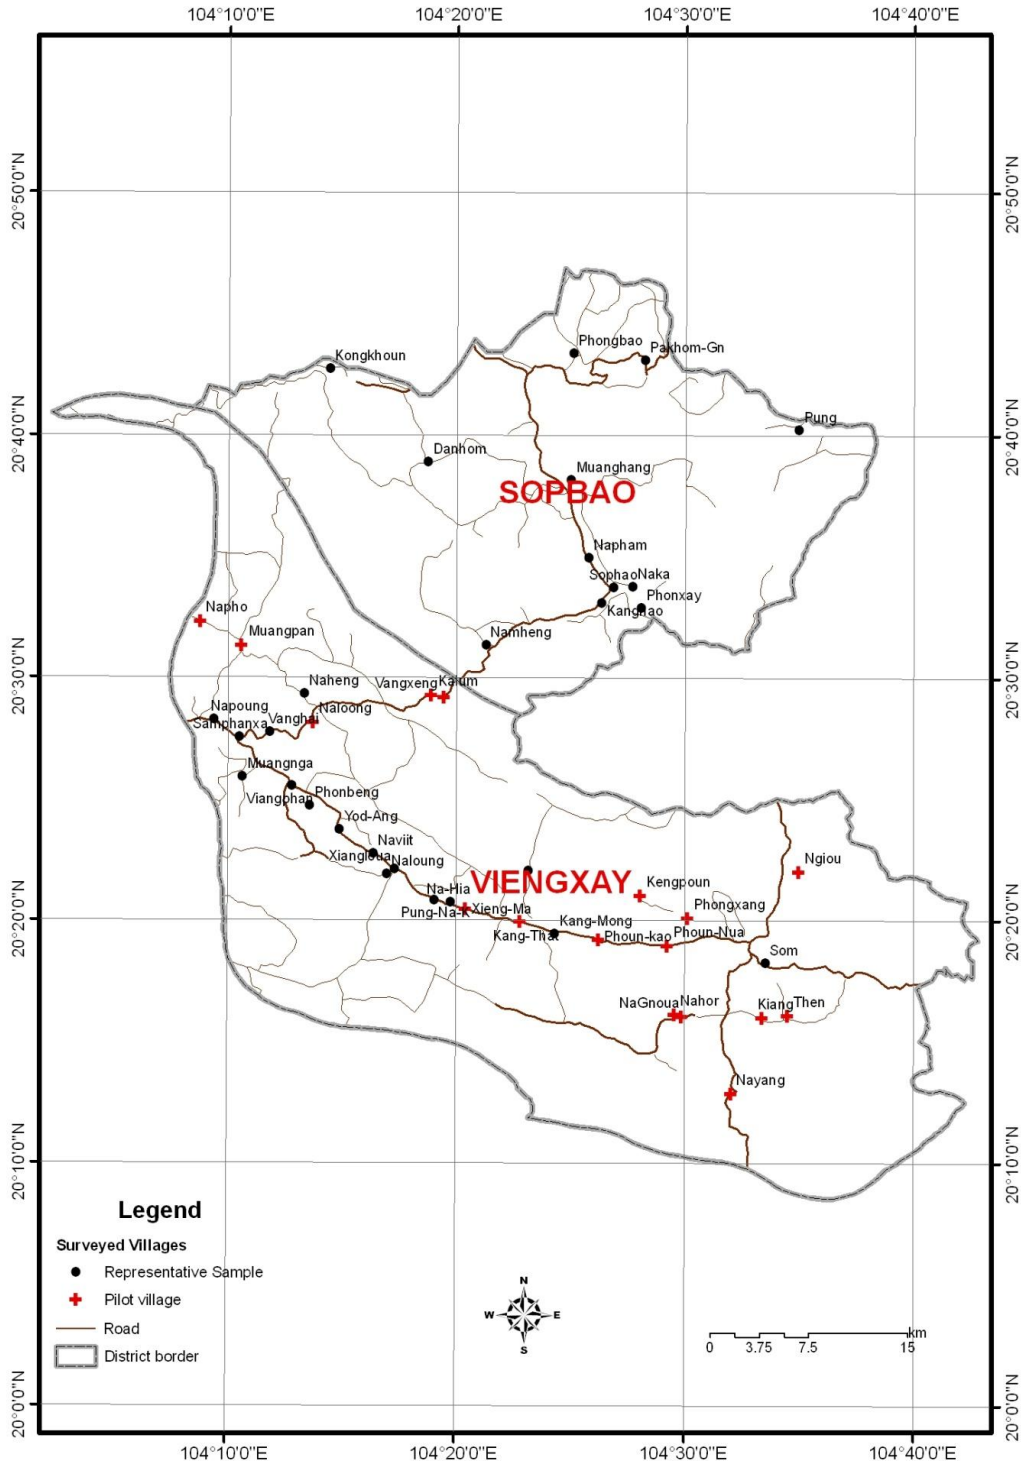 104°10'0"E
104°20'0"E
104°30'0"E
104°40'0"E
20°50'0"N
20°50'0"N
Phongbao
Pakhom-Gn
Kongkhoun
Pung
20°40'0"N
20°40'0"N
Danhom
Muanghang
SOPBAO
Napham
Sophao
Naka
Phonxay
Kanghao
Napho
Muangpan
Namheng
20°30'0"N
20°30'0"N
Naheng
Vangxeng
Kalum
Napoung
Naloong
Samphanxa
Vanghai
Muangnga
Viangphan
Phonbeng
Yod-Ang
Naviit
Xiangloua
Naloung
Ngiou
VIENGXAY
Na-Hia
Kengpoun
Pung-Na-K
Xieng-Ma
Phongxang
20°20'0"N
20°20'0"N
Kang-Mong
Kang-That
Phoun-kao
Phoun-Nua
Som
NaGnoua
Nahor
Kiang
Then
Nayang
20°10'0"N
20°10'0"N
Legend
Surveyed Villages
Representative Sample
Pilot village
Road
District border
N
W
E
S
km
0
3.75
7.5
15
20°0'0"N
20°0'0"N
104°10'0"E
104°20'0"E
104°30'0"E
104°40'0"E